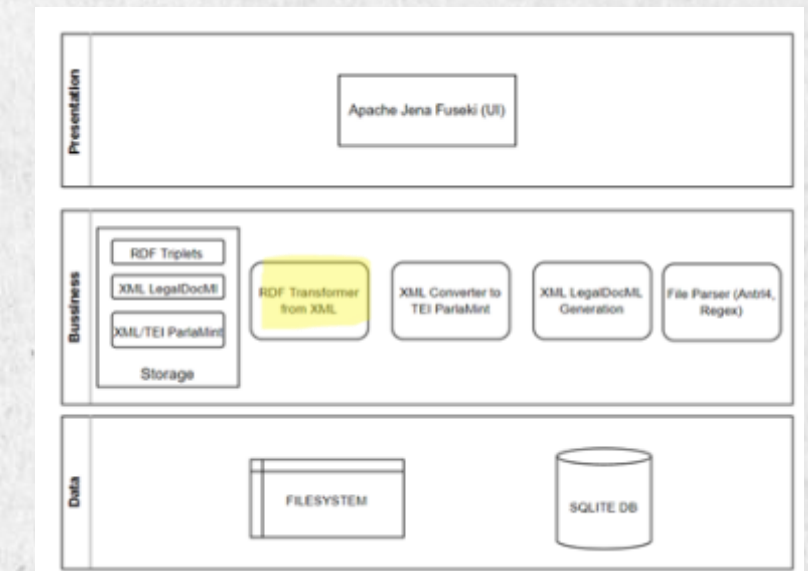 Presentation
Apache Jena Fuseki (UI)
Bussiness
RDF Triplets
XML LegalDocMl
XML/TEI ParlaMint
Storage
RDF Transformer
from XML
XML Converter to
TEI ParlaMint
XML LegalDocML
Generation
File Parser (Antrl4,
Regex)
Data
FILESYSTEM
SQLITE DB